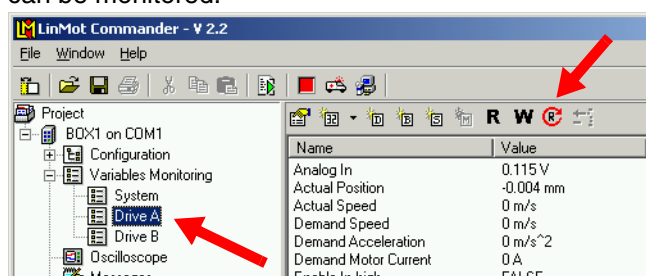 can be monitored.
LinMot Commander - V 2.2
File Window Help
R W R
Project
BOX1 on COM1
Configuration
Variables Monitoring
System
Drive A
Drive B
Oscilloscope
Messages
Name Value
Analog In 0.115 V
Actual Position -0.004 mm
Actual Speed 0 m/s
Demand Speed 0 m/s
Demand Acceleration 0 m/s^2
Demand Motor Current 0 A